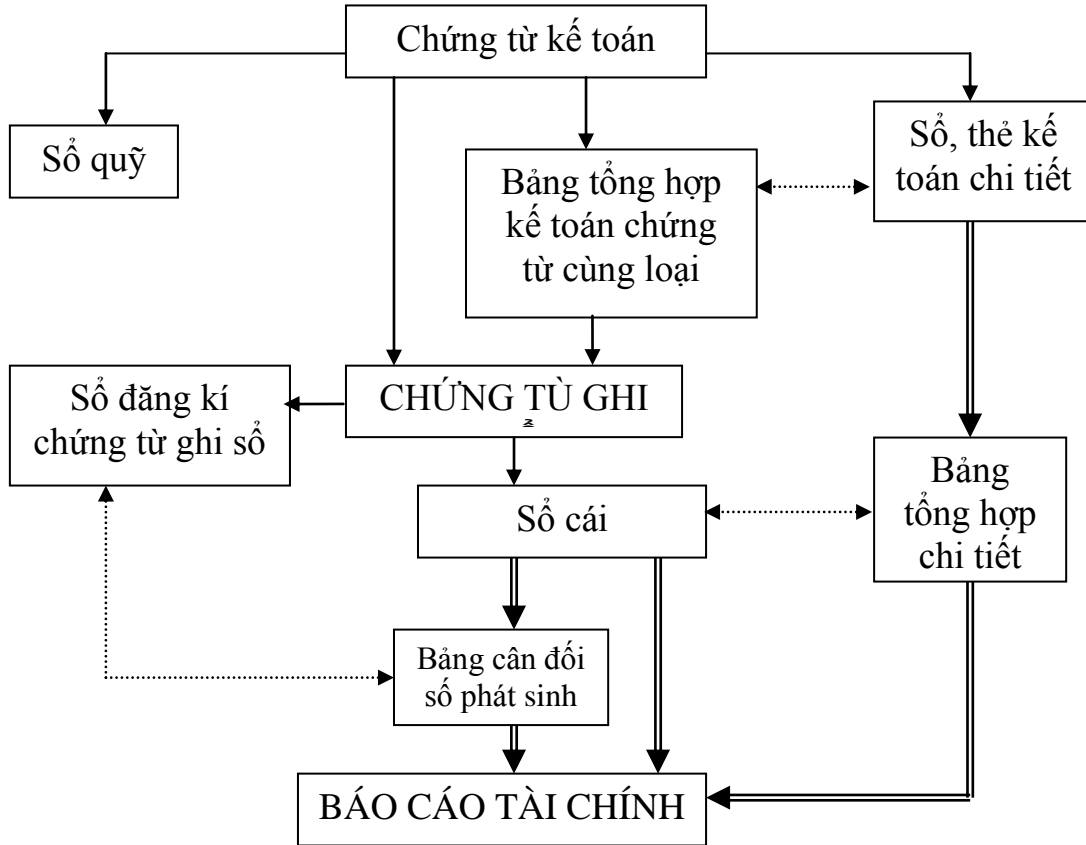 Chứng từ kế toán
Sổ quỹ
Bảng tổng hợp
kế toán chứng
từ cùng loại
Sổ, thẻ kế
toán chi tiết
Sổ đăng kí
chứng từ ghi sổ
CHỨNG TÙ GHI
Sổ cái
Bảng
tổng hợp
chi tiết
Bảng cân đối
số phát sinh
BÁO CÁO TÀI CHÍNH